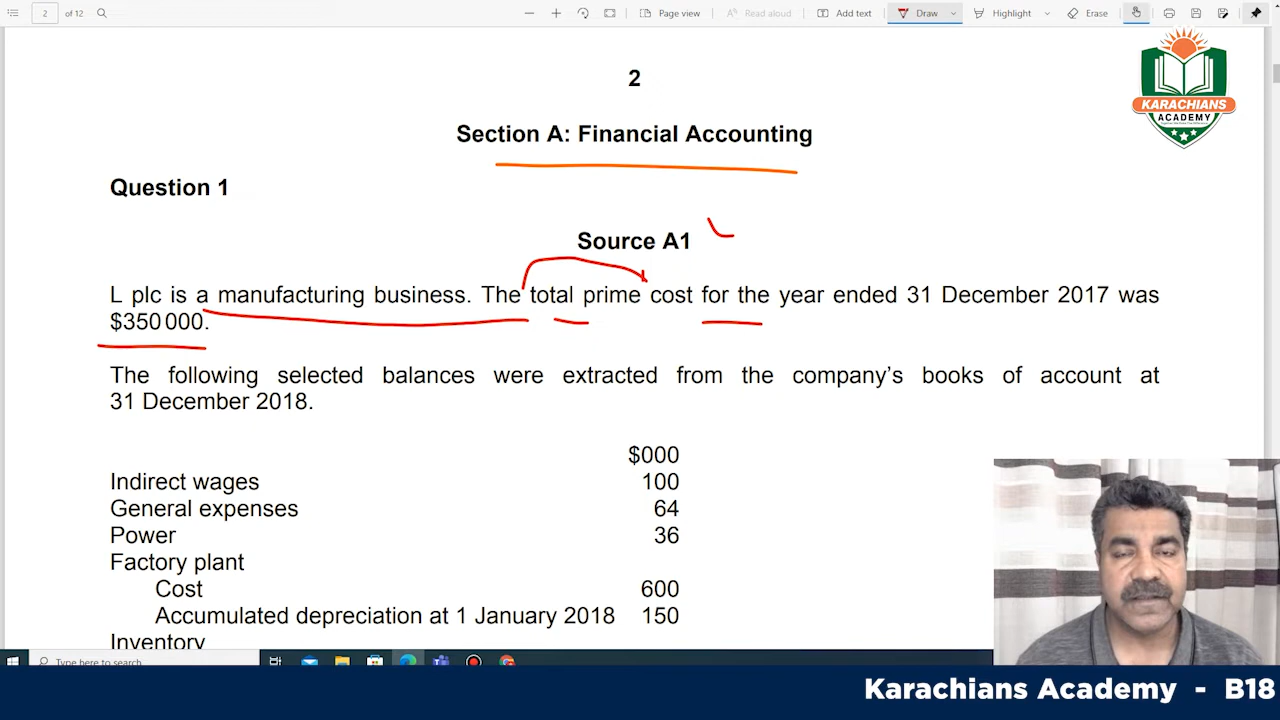 2 of 12
Page view
Read aloud
Add text
Draw
Highlight
Erase
KARACHIANS
ACADEMY
2
Section A: Financial Accounting
Question 1
Source A1
L plc is a manufacturing business. The total prime cost for the year ended 31 December 2017 was
$350 000.
The following selected balances were extracted from the company's books of account at
31 December 2018.
$000
Indirect wages 100
General expenses 64
Power 36
Factory plant
Cost 600
Accumulated depreciation at 1 January 2018 150
Inventory
Type here to search
Karachians Academy - B18